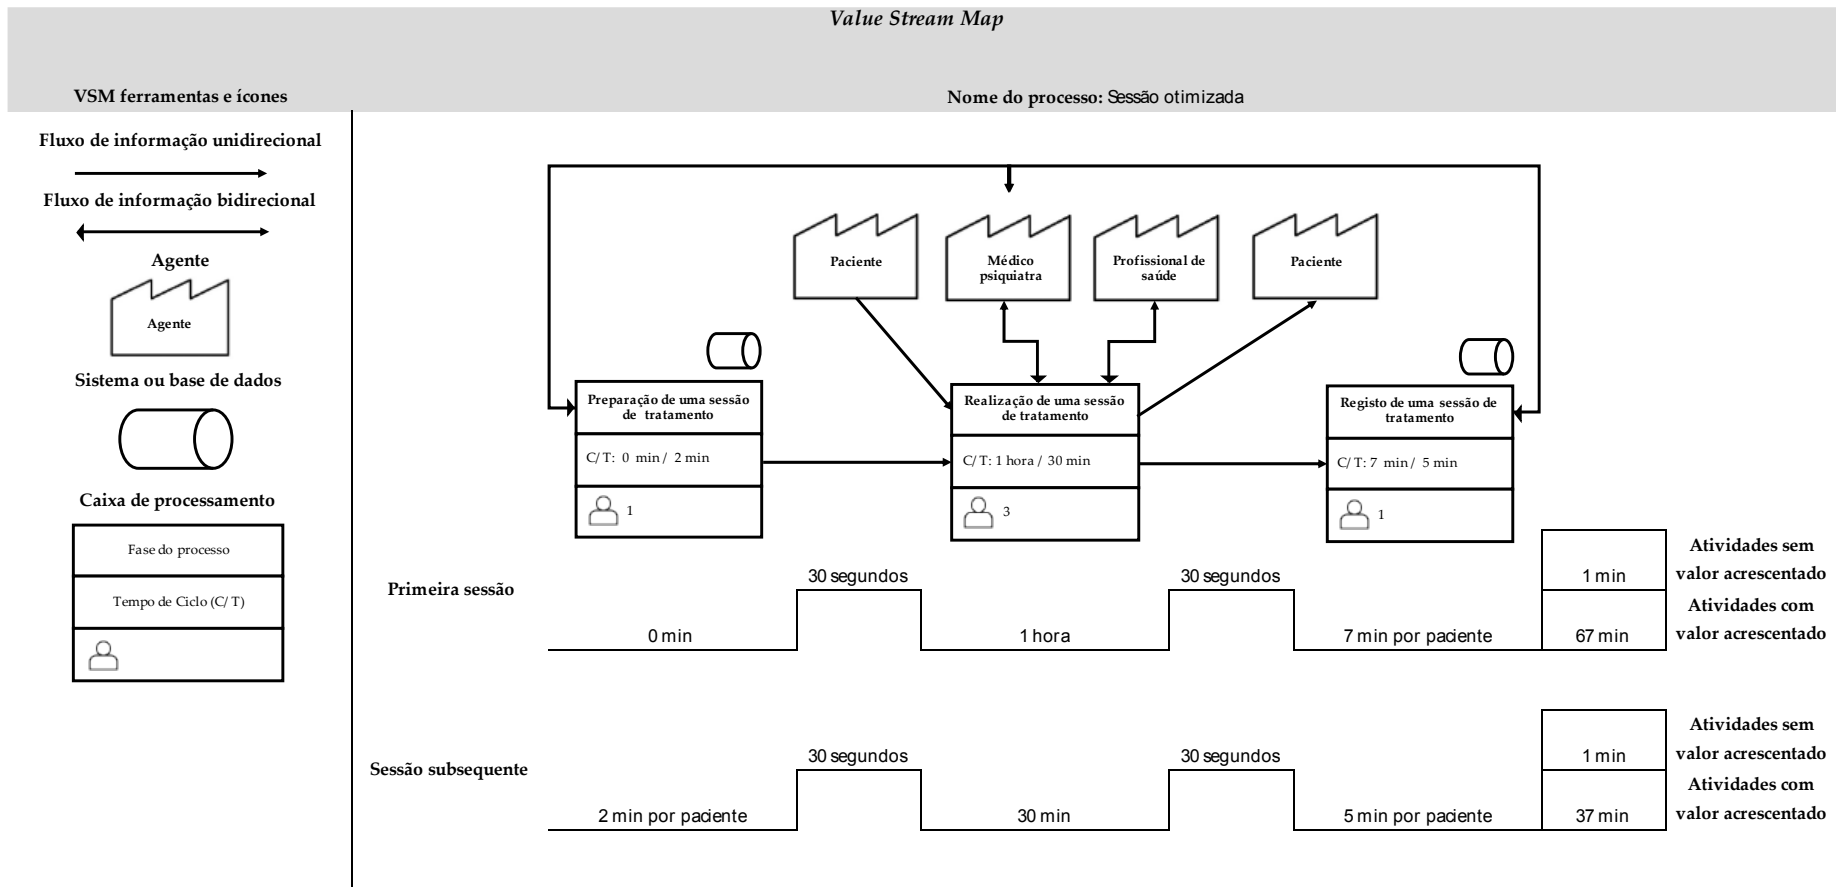 Value Stream Map
VSM ferramentas e ícones
Nome do processo: Sessão otimizada
Fluxo de informação unidirecional
Fluxo de informação bidirecional
Agente
Agente
Sistema ou base de dados
Caixa de processamento
Fase do processo
Tempo de Ciclo (C/T)
Paciente
Médico
psiquiatra
Profissional de
saúde
Paciente
Preparação de uma sessão
de tratamento
C/T: 0 min / 2 min
1
Realização de uma sessão
de tratamento
C/T: 1 hora / 30 min
3
Registo de uma sessão de
tratamento
C/T: 7 min / 5 min
1
Primeira sessão
0 min
30 segundos
1 hora
30 segundos
7 min por paciente
1 min
67 min
Atividades sem
valor acrescentado
Atividades com
valor acrescentado
Sessão subsequente
2 min por paciente
30 segundos
30 min
30 segundos
5 min por paciente
1 min
37 min
Atividades sem
valor acrescentado
Atividades com
valor acrescentado